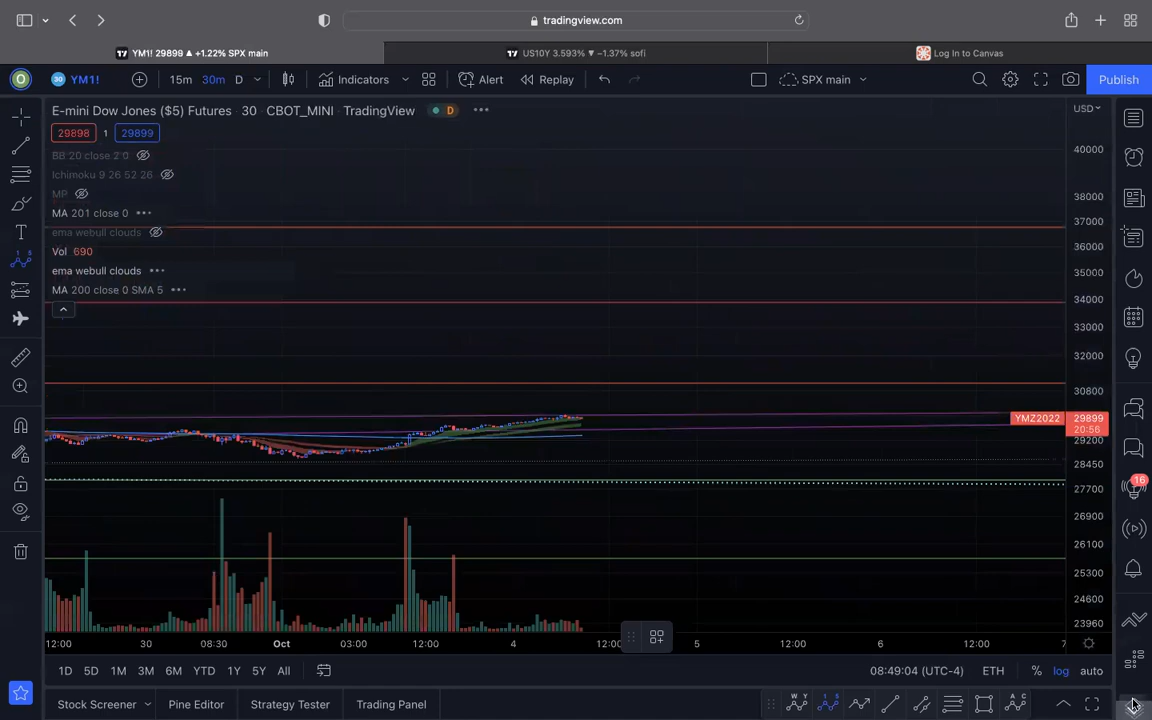 tradingview.com
YM1! 29899 ▲ +1.22% SPX main
US10Y 3.593% ▼ −1.37% sofi
Log In to Canvas
O
30 YM1! 15m 30m D Indicators Alert Replay SPX main Publish
E-mini Dow Jones ($5) Futures · 30 · CBOT_MINI · TradingView D
USD
29898 1 29899
BB 20 close 2 0
Ichimoku 9 26 52 26
MP
MA 201 close 0
ema webull clouds
Vol 690
ema webull clouds
MA 200 close 0 SMA 5
40000
38000
37000
36000
35000
34000
33000
32000
30800
YMZ2022 29899
20:56
29200
28450
27700
26900
26100
25300
24600
23960
16
12:00 30 08:30 Oct 03:00 12:00 4 12:00 5 12:00 6 12:00 7
1D 5D 1M 3M 6M YTD 1Y 5Y All 08:49:04 (UTC-4) ETH % log auto
Stock Screener Pine Editor Strategy Tester Trading Panel